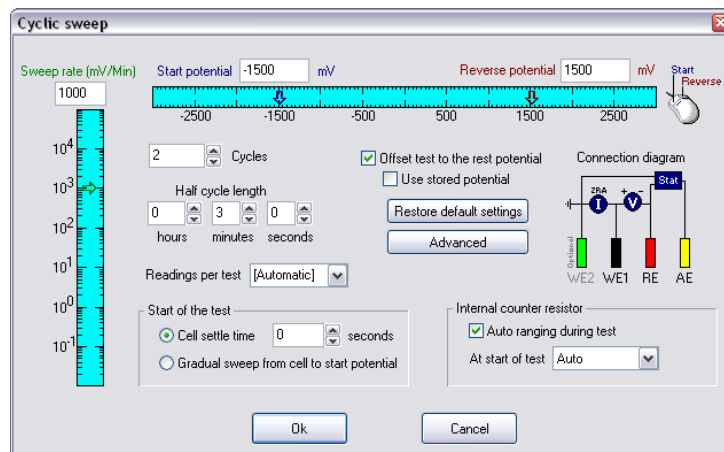 Cyclic sweep
Sweep rate (mV/Min)
1000
Start potential -1500 mV
Reverse potential 1500 mV
Start
Reverse
-2500 -1500 -500 500 1500 2500
10⁴
10³
10²
10¹
10⁰
10⁻¹
2 Cycles
Half cycle length
0 3 0
hours minutes seconds
Readings per test [Automatic]
Offset test to the rest potential
Use stored potential
Restore default settings
Advanced
Connection diagram
Stat
ZRA + -
I V
Optional
WE2 WE1 RE AE
Start of the test
Cell settle time 0 seconds
Gradual sweep from cell to start potential
Internal counter resistor
Auto ranging during test
At start of test Auto
Ok
Cancel